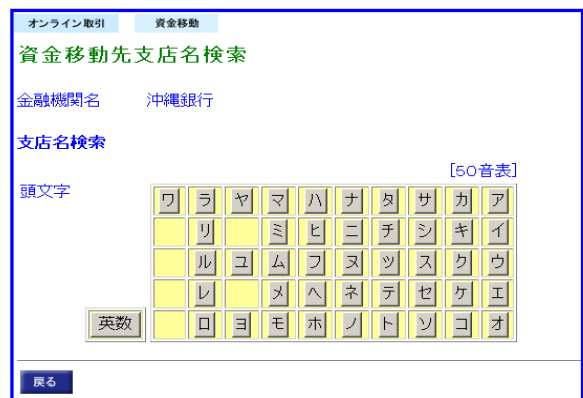 オンライン取引 資金移動
資金移動先支店名検索
金融機関名 沖縄銀行
支店名検索
[50音表]
頭文字
ワ ラ ヤ マ ハ ナ タ サ カ ア
リ ミ ヒ ニ チ シ キ イ
ル ユ ム フ ヌ ツ ス ク ウ
レ メ ヘ ネ テ セ ケ エ
英数 ロ ヨ モ ホ ノ ト ソ コ オ
戻る